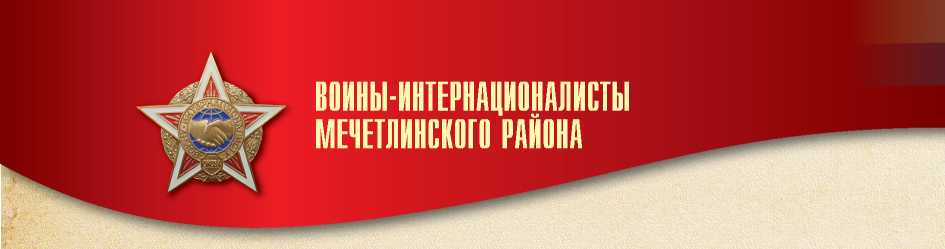 ВОИНЫ-ИНТЕРНАЦИОНАЛИСТЫ
МЕЧЕТЛИНСКОГО РАЙОНА